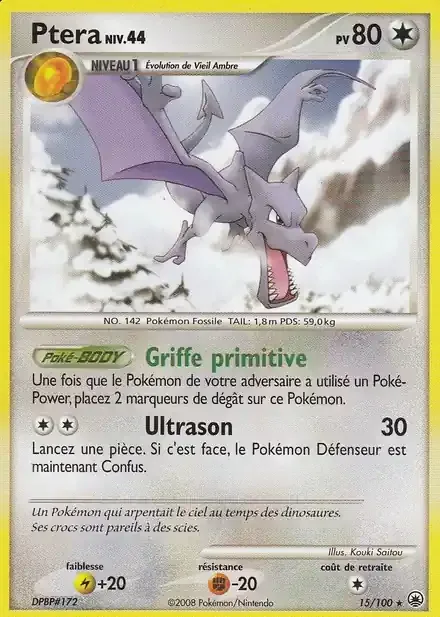 Ptera NIV.44 PV 80
NIVEAU 1 Évolution de Vieil Ambre
NO. 142 Pokémon Fossile TAIL: 1,8 m PDS: 59,0 kg
Poké-BODY Griffe primitive
Une fois que le Pokémon de votre adversaire a utilisé un Poké-
Power, placez 2 marqueurs de dégât sur ce Pokémon.
Ultrason 30
Lancez une pièce. Si c'est face, le Pokémon Défenseur est
maintenant Confus.
Un Pokémon qui arpentait le ciel au temps des dinosaures.
Ses crocs sont pareils à des scies.
Illus. Kouki Saitou
faiblesse résistance coût de retraite
+20 -20
DPBP#172 ©2008 Pokémon/Nintendo 15/100 ★